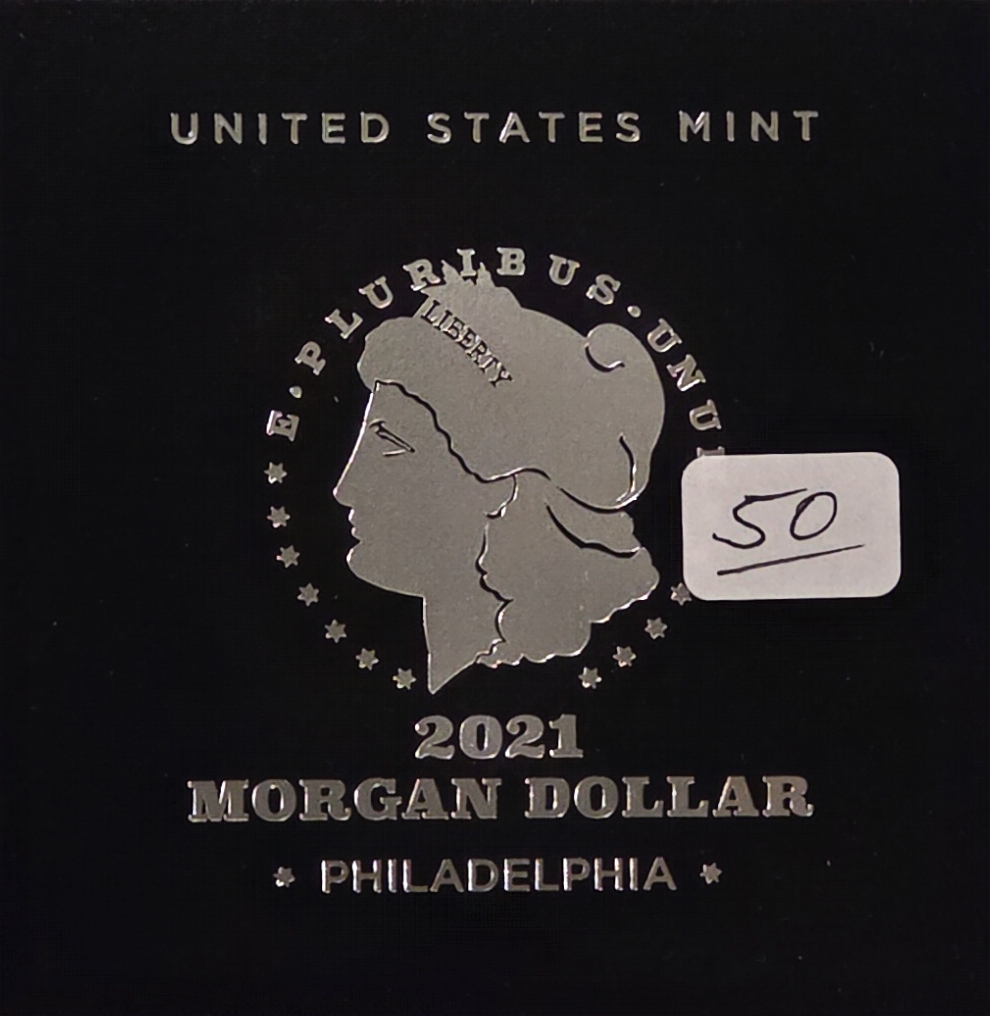 UNITED STATES MINT
E·PLURIBUS·UNU
LIBERTY
50
2021
MORGAN DOLLAR
* PHILADELPHIA *